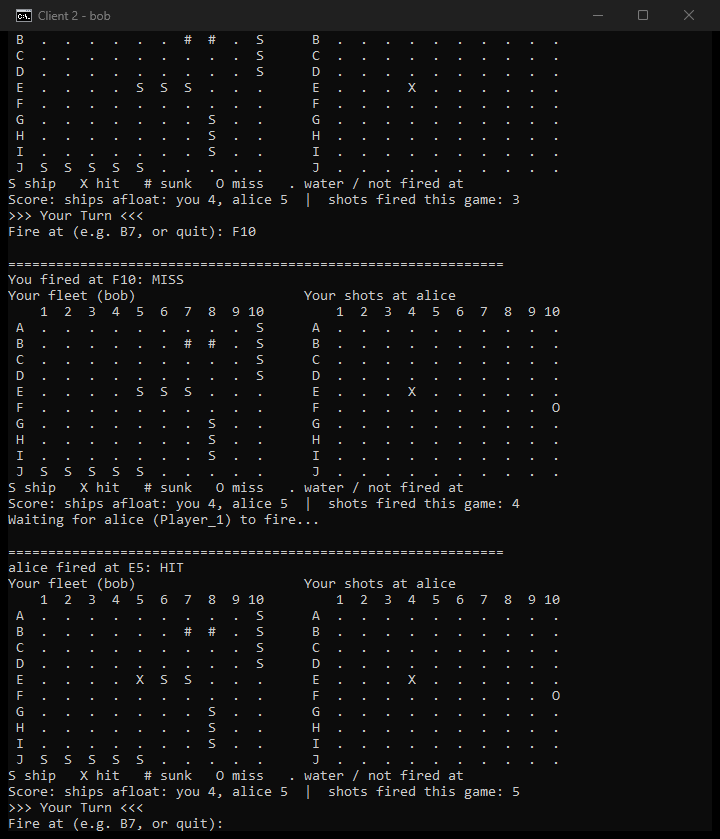 Client 2 - bob
B  .  .  .  .  .  .  #  #  .  S      B  .  .  .  .  .  .  .  .  .  .
C  .  .  .  .  .  .  .  .  .  S      C  .  .  .  .  .  .  .  .  .  .
D  .  .  .  .  .  .  .  .  .  S      D  .  .  .  .  .  .  .  .  .  .
E  .  .  .  .  S  S  S  .  .  .      E  .  .  .  X  .  .  .  .  .  .
F  .  .  .  .  .  .  .  .  .  .      F  .  .  .  .  .  .  .  .  .  .
G  .  .  .  .  .  .  .  S  .  .      G  .  .  .  .  .  .  .  .  .  .
H  .  .  .  .  .  .  .  S  .  .      H  .  .  .  .  .  .  .  .  .  .
I  .  .  .  .  .  .  .  S  .  .      I  .  .  .  .  .  .  .  .  .  .
J  S  S  S  S  S  .  .  .  .  .      J  .  .  .  .  .  .  .  .  .  .
S ship   X hit   # sunk   O miss   . water / not fired at
Score: ships afloat: you 4, alice 5  |  shots fired this game: 3
>>> Your Turn <<<
Fire at (e.g. B7, or quit): F10
==============================================================
You fired at F10: MISS
Your fleet (bob)                     Your shots at alice
1  2  3  4  5  6  7  8  9 10         1  2  3  4  5  6  7  8  9 10
A  .  .  .  .  .  .  .  .  .  S      A  .  .  .  .  .  .  .  .  .  .
B  .  .  .  .  .  .  #  #  .  S      B  .  .  .  .  .  .  .  .  .  .
C  .  .  .  .  .  .  .  .  .  S      C  .  .  .  .  .  .  .  .  .  .
D  .  .  .  .  .  .  .  .  .  S      D  .  .  .  .  .  .  .  .  .  .
E  .  .  .  .  S  S  S  .  .  .      E  .  .  .  X  .  .  .  .  .  .
F  .  .  .  .  .  .  .  .  .  .      F  .  .  .  .  .  .  .  .  .  O
G  .  .  .  .  .  .  .  S  .  .      G  .  .  .  .  .  .  .  .  .  .
H  .  .  .  .  .  .  .  S  .  .      H  .  .  .  .  .  .  .  .  .  .
I  .  .  .  .  .  .  .  S  .  .      I  .  .  .  .  .  .  .  .  .  .
J  S  S  S  S  S  .  .  .  .  .      J  .  .  .  .  .  .  .  .  .  .
S ship   X hit   # sunk   O miss   . water / not fired at
Score: ships afloat: you 4, alice 5  |  shots fired this game: 4
Waiting for alice (Player_1) to fire...
==============================================================
alice fired at E5: HIT
Your fleet (bob)                     Your shots at alice
1  2  3  4  5  6  7  8  9 10         1  2  3  4  5  6  7  8  9 10
A  .  .  .  .  .  .  .  .  .  S      A  .  .  .  .  .  .  .  .  .  .
B  .  .  .  .  .  .  #  #  .  S      B  .  .  .  .  .  .  .  .  .  .
C  .  .  .  .  .  .  .  .  .  S      C  .  .  .  .  .  .  .  .  .  .
D  .  .  .  .  .  .  .  .  .  S      D  .  .  .  .  .  .  .  .  .  .
E  .  .  .  .  X  S  S  .  .  .      E  .  .  .  X  .  .  .  .  .  .
F  .  .  .  .  .  .  .  .  .  .      F  .  .  .  .  .  .  .  .  .  O
G  .  .  .  .  .  .  .  S  .  .      G  .  .  .  .  .  .  .  .  .  .
H  .  .  .  .  .  .  .  S  .  .      H  .  .  .  .  .  .  .  .  .  .
I  .  .  .  .  .  .  .  S  .  .      I  .  .  .  .  .  .  .  .  .  .
J  S  S  S  S  S  .  .  .  .  .      J  .  .  .  .  .  .  .  .  .  .
S ship   X hit   # sunk   O miss   . water / not fired at
Score: ships afloat: you 4, alice 5  |  shots fired this game: 5
>>> Your Turn <<<
Fire at (e.g. B7, or quit):